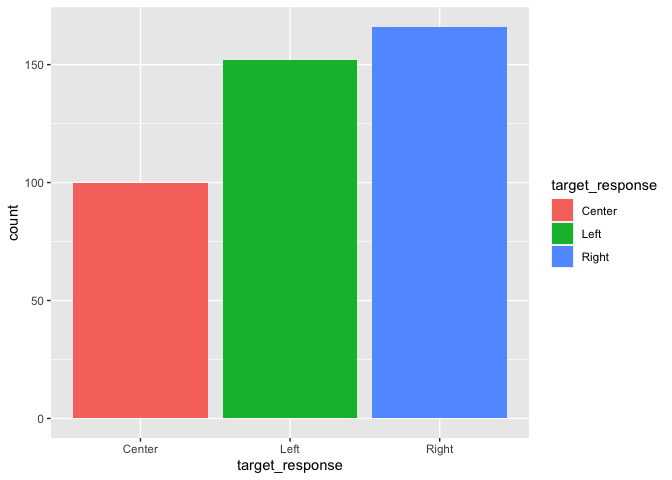 count
150
100
50
0
Center Left Right
target_response
target_response
Center
Left
Right